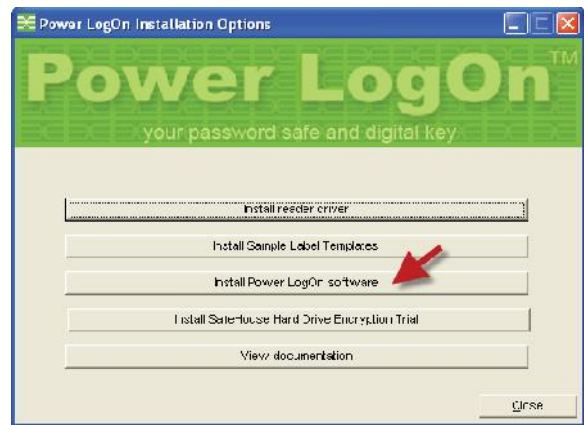 Power LogOn Installation Options
Power LogOn™
your password safe and digital key
Install reader driver
Install Sample Label Templates
Install Power LogOn software
Install SafeHouse Hard Drive Encryption Trial
View documentation
Close